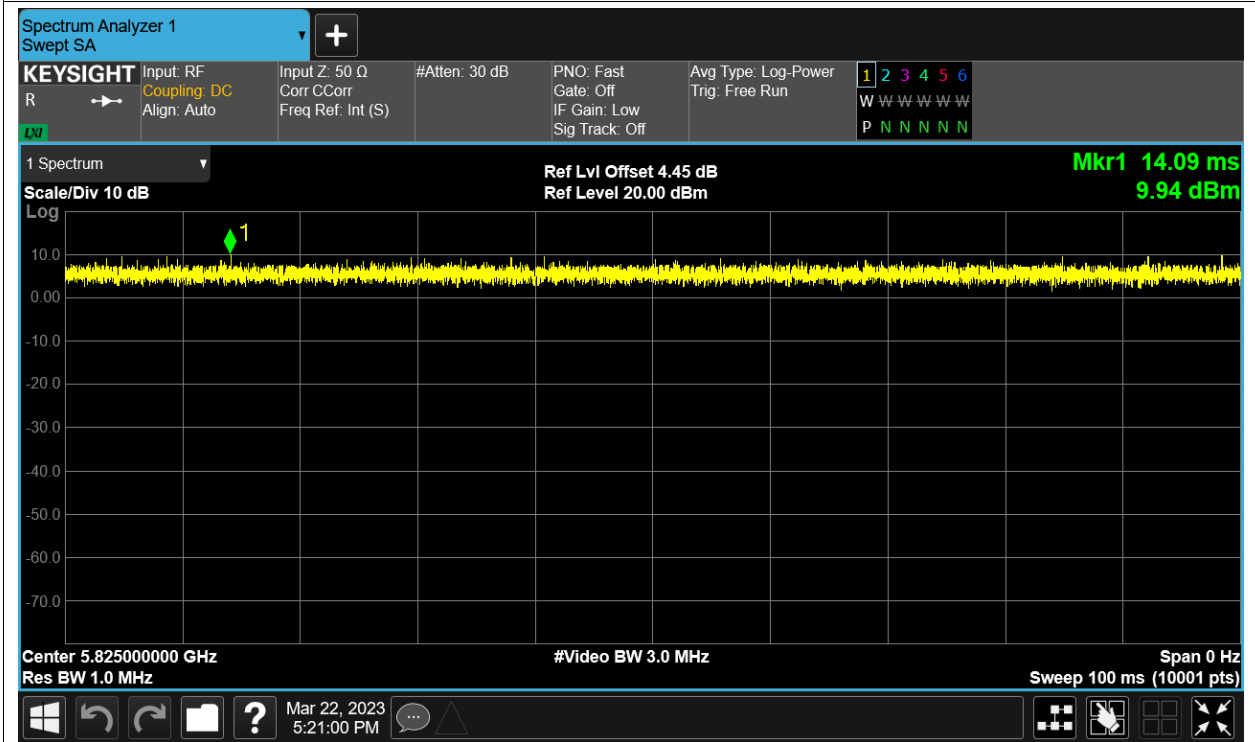 Spectrum Analyzer 1
Swept SA
KEYSIGHT
R
LXI
Input: RF
Coupling: DC
Align: Auto
Input Z: 50 Ω
Corr CCorr
Freq Ref: Int (S)
#Atten: 30 dB
PNO: Fast
Gate: Off
IF Gain: Low
Sig Track: Off
Avg Type: Log-Power
Trig: Free Run
1 2 3 4 5 6
W W W W W W
P N N N N N
1 Spectrum
Scale/Div 10 dB
Ref Lvl Offset 4.45 dB
Ref Level 20.00 dBm
Mkr1 14.09 ms
9.94 dBm
Log
1
10.0
0.00
-10.0
-20.0
-30.0
-40.0
-50.0
-60.0
-70.0
Center 5.825000000 GHz
Res BW 1.0 MHz
#Video BW 3.0 MHz
Span 0 Hz
Sweep 100 ms (10001 pts)
?
Mar 22, 2023
5:21:00 PM